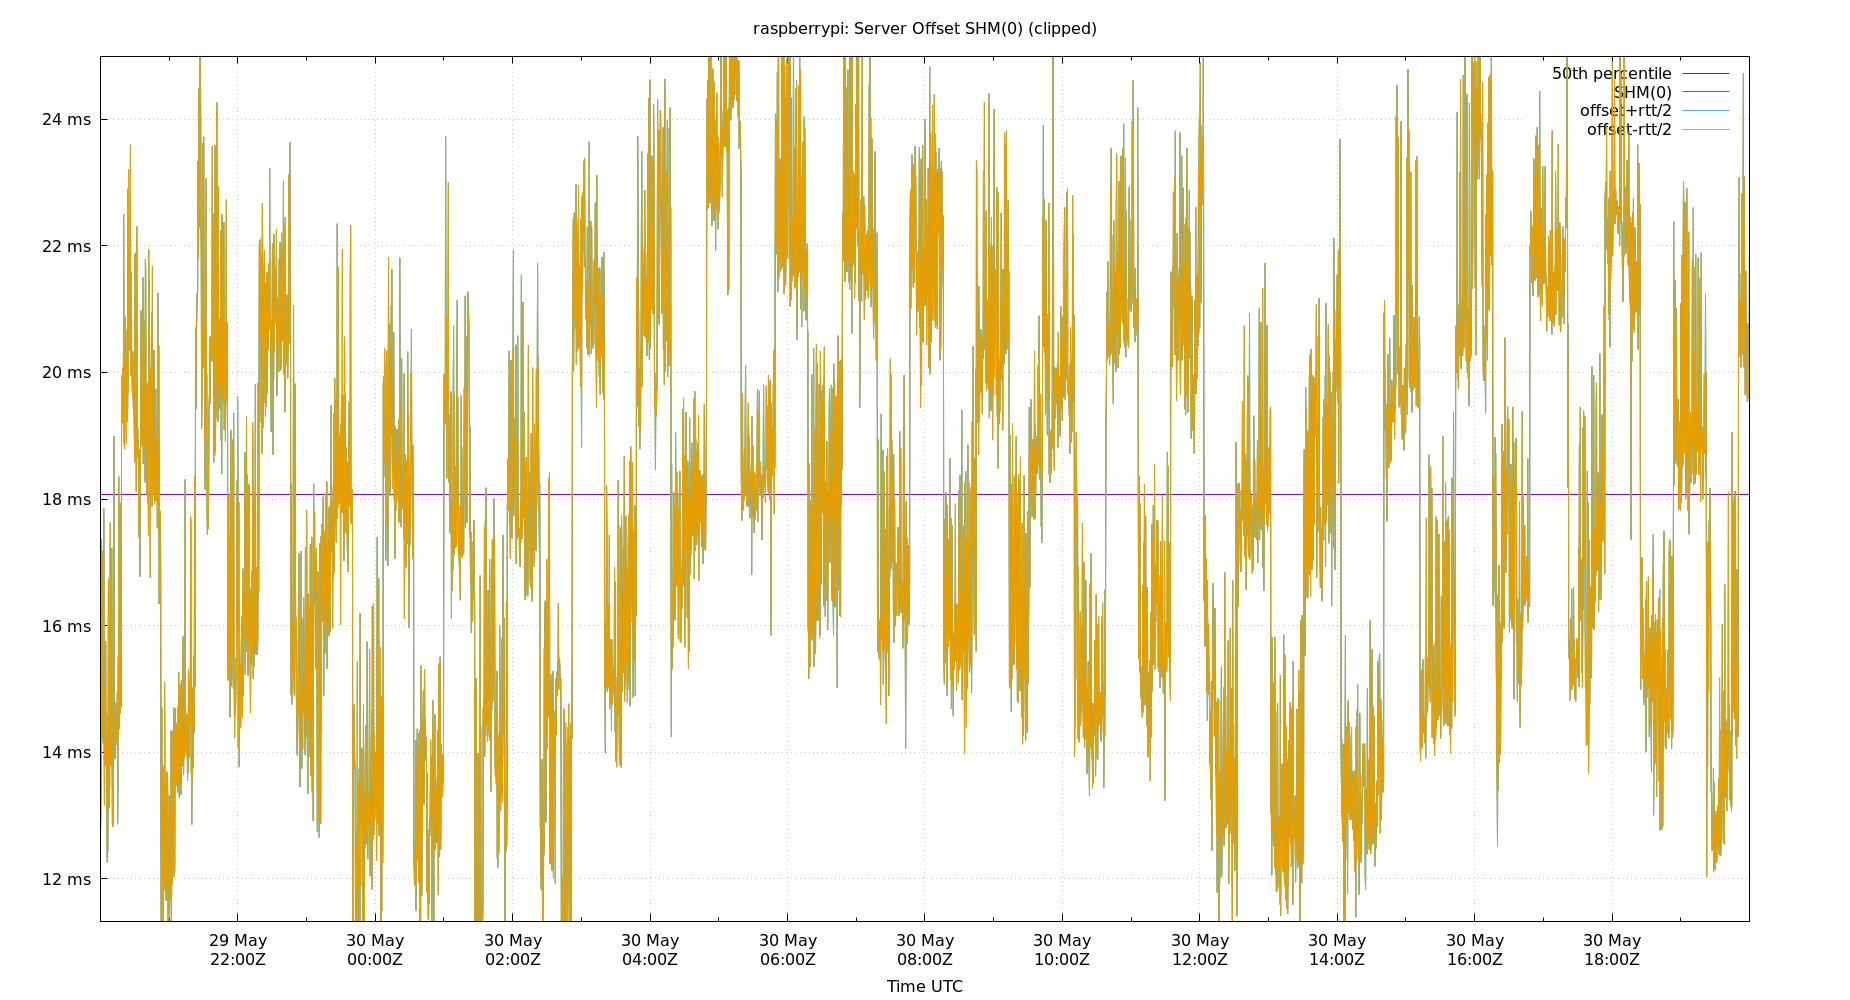 raspberrypi: Server Offset SHM(0) (clipped)
50th percentile
SHM(0)
offset+rtt/2
offset-rtt/2
24 ms
22 ms
20 ms
18 ms
16 ms
14 ms
12 ms
29 May 30 May 30 May 30 May 30 May 30 May 30 May 30 May 30 May 30 May 30 May
22:00Z 00:00Z 02:00Z 04:00Z 06:00Z 08:00Z 10:00Z 12:00Z 14:00Z 16:00Z 18:00Z
Time UTC